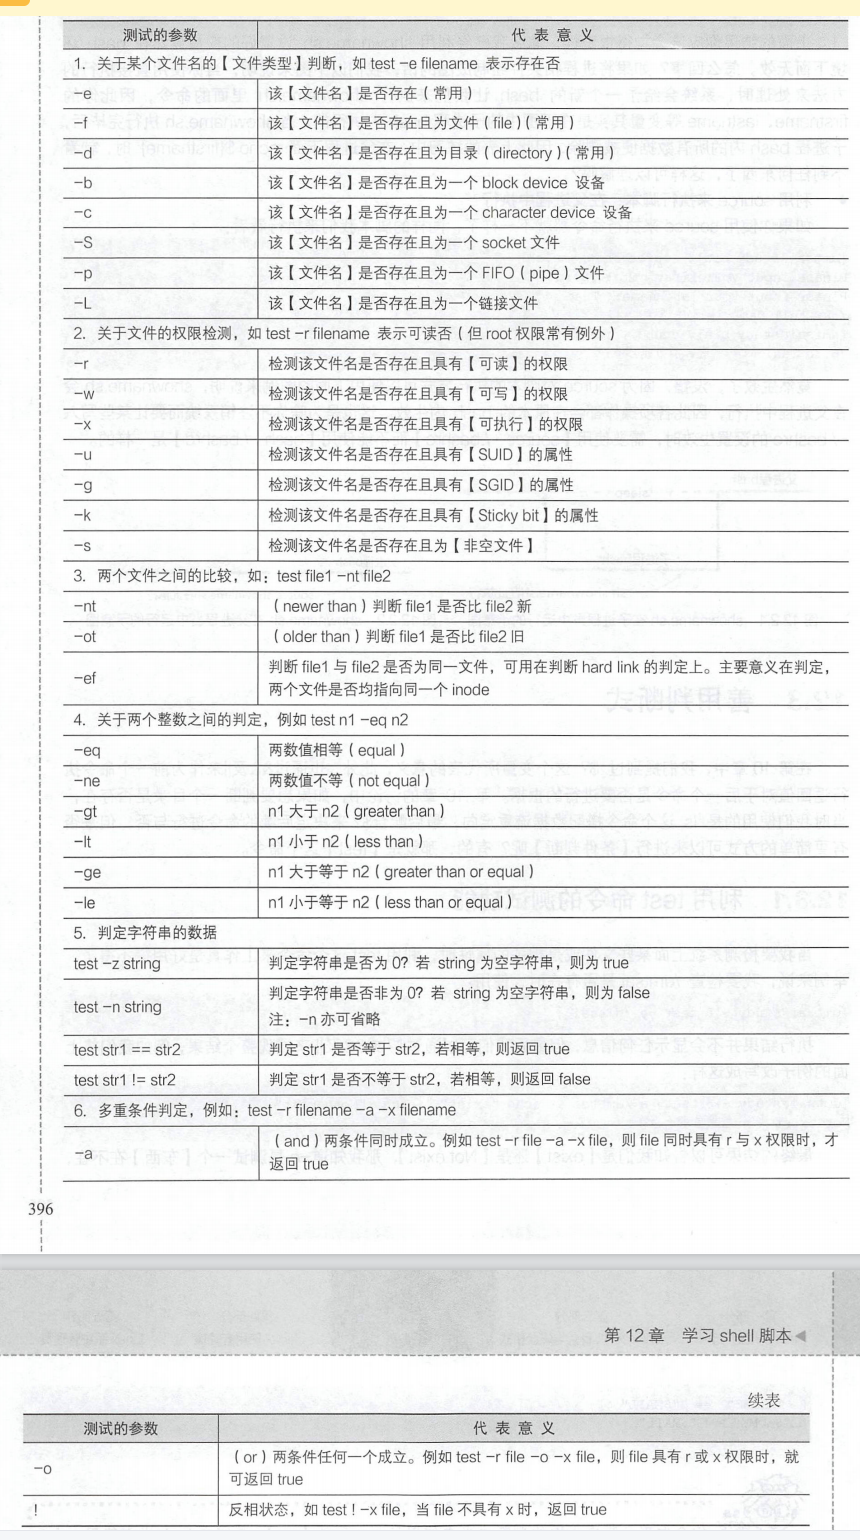 测试的参数 代 表 意 义
1. 关于某个文件名的【文件类型】判断，如 test –e filename 表示存在否
–e 该【文件名】是否存在（常用）
–f 该【文件名】是否存在且为文件（file）（常用）
–d 该【文件名】是否存在且为目录（directory）（常用）
–b 该【文件名】是否存在且为一个 block device 设备
–c 该【文件名】是否存在且为一个 character device 设备
–S 该【文件名】是否存在且为一个 socket 文件
–p 该【文件名】是否存在且为一个 FIFO（pipe）文件
–L 该【文件名】是否存在且为一个链接文件
2. 关于文件的权限检测，如 test –r filename 表示可读否（但 root 权限常有例外）
–r 检测该文件名是否存在且具有【可读】的权限
–w 检测该文件名是否存在且具有【可写】的权限
–x 检测该文件名是否存在且具有【可执行】的权限
–u 检测该文件名是否存在且具有【SUID】的属性
–g 检测该文件名是否存在且具有【SGID】的属性
–k 检测该文件名是否存在且具有【Sticky bit】的属性
–s 检测该文件名是否存在且为【非空文件】
3. 两个文件之间的比较，如：test file1 –nt file2
–nt （newer than）判断 file1 是否比 file2 新
–ot （older than）判断 file1 是否比 file2 旧
–ef 判断 file1 与 file2 是否为同一文件，可用在判断 hard link 的判定上。主要意义在判定，
两个文件是否均指向同一个 inode
4. 关于两个整数之间的判定，例如 test n1 –eq n2
–eq 两数值相等（equal）
–ne 两数值不等（not equal）
–gt n1 大于 n2（greater than）
–lt n1 小于 n2（less than）
–ge n1 大于等于 n2（greater than or equal）
–le n1 小于等于 n2（less than or equal）
5. 判定字符串的数据
test –z string 判定字符串是否为 0？若 string 为空字符串，则为 true
test –n string 判定字符串是否非为 0？若 string 为空字符串，则为 false
注：–n 亦可省略
test str1 == str2 判定 str1 是否等于 str2，若相等，则返回 true
test str1 != str2 判定 str1 是否不等于 str2，若相等，则返回 false
6. 多重条件判定，例如：test –r filename –a –x filename
–a （and）两条件同时成立。例如 test –r file –a –x file，则 file 同时具有 r 与 x 权限时，才
返回 true
396
第 12 章 学习 shell 脚本
续表
测试的参数 代 表 意 义
–o （or）两条件任何一个成立。例如 test –r file –o –x file，则 file 具有 r 或 x 权限时，就
可返回 true
! 反相状态，如 test ! –x file，当 file 不具有 x 时，返回 true